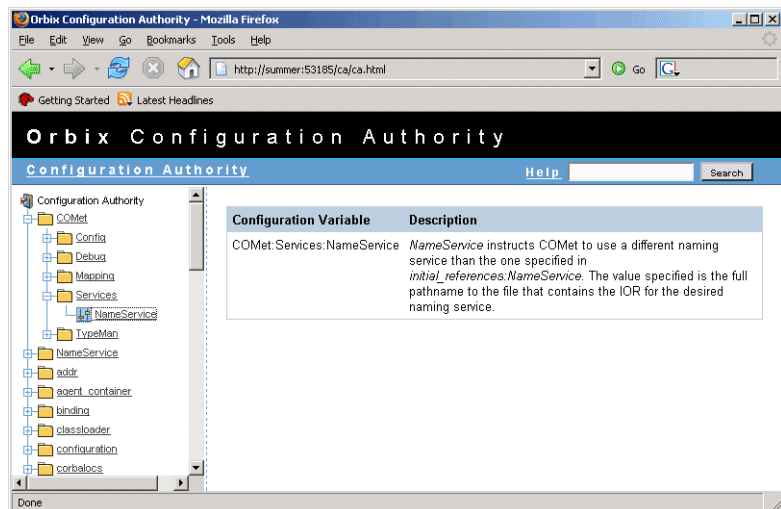 Orbix Configuration Authority - Mozilla Firefox
File Edit View Go Bookmarks Tools Help
http://summer:53185/ca/ca.html
Go
G
Getting Started
Latest Headlines
Orbix Configuration Authority
Configuration Authority
Help
Search
Configuration Authority
COMet
Config
Debug
Mapping
Services
NameService
TypeMan
NameService
addr
agent_container
binding
classloader
configuration
corbalocs
Configuration Variable Description
COMet:Services:NameService NameService instructs COMet to use a different naming
service than the one specified in
initial_references:NameService. The value specified is the full
pathname to the file that contains the IOR for the desired
naming service.
Done